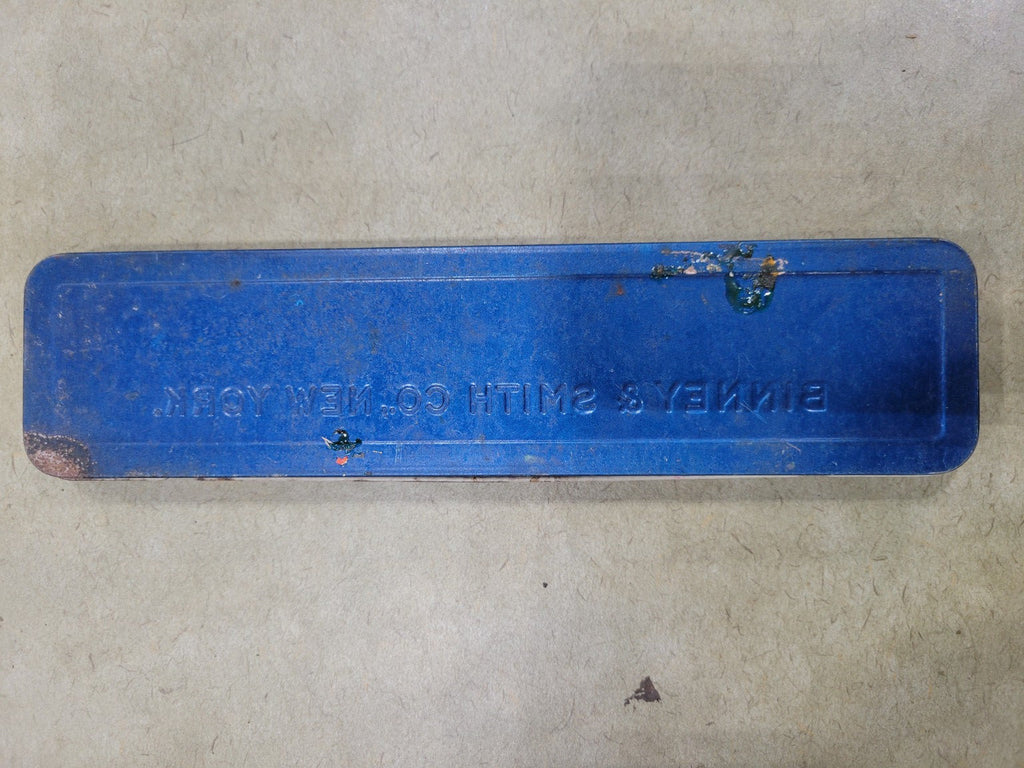 BINNEY & SMITH CO., NEW YORK.